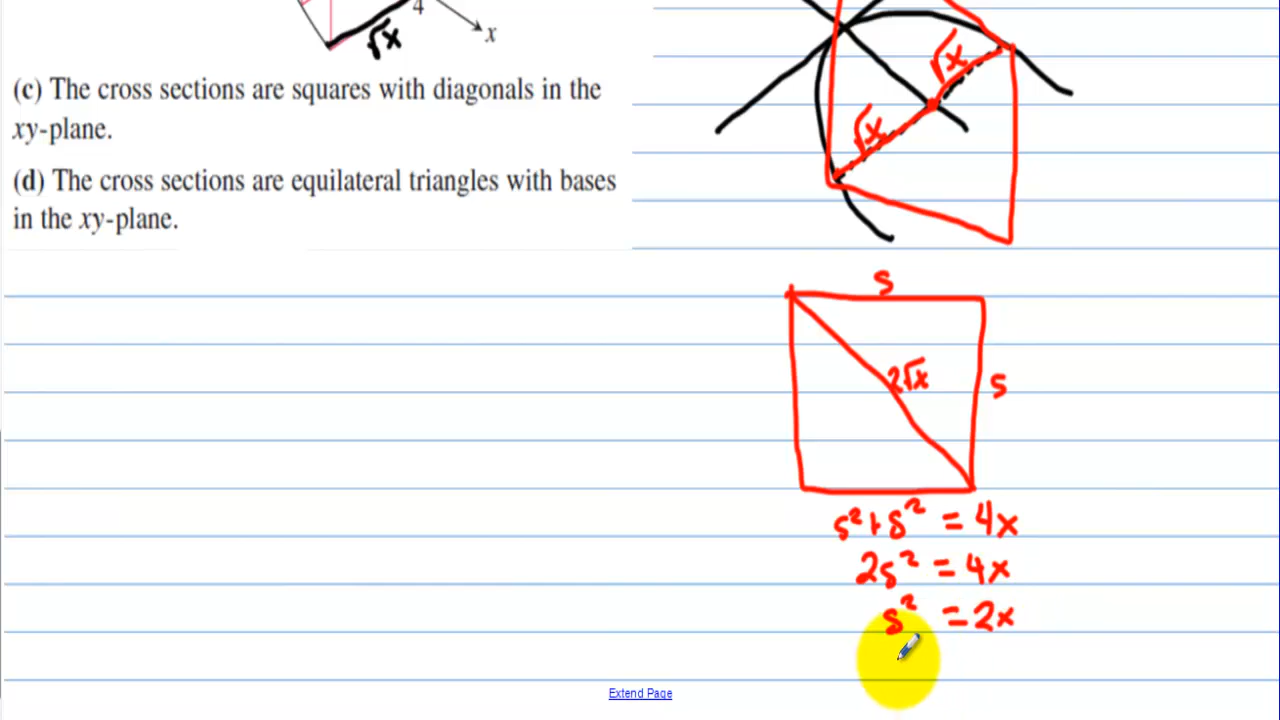 4
√x
x
(c) The cross sections are squares with diagonals in the
xy-plane.
(d) The cross sections are equilateral triangles with bases
in the xy-plane.
√x
√x
s
2√x
s
s² + s² = 4x
2s² = 4x
s² = 2x
Extend Page